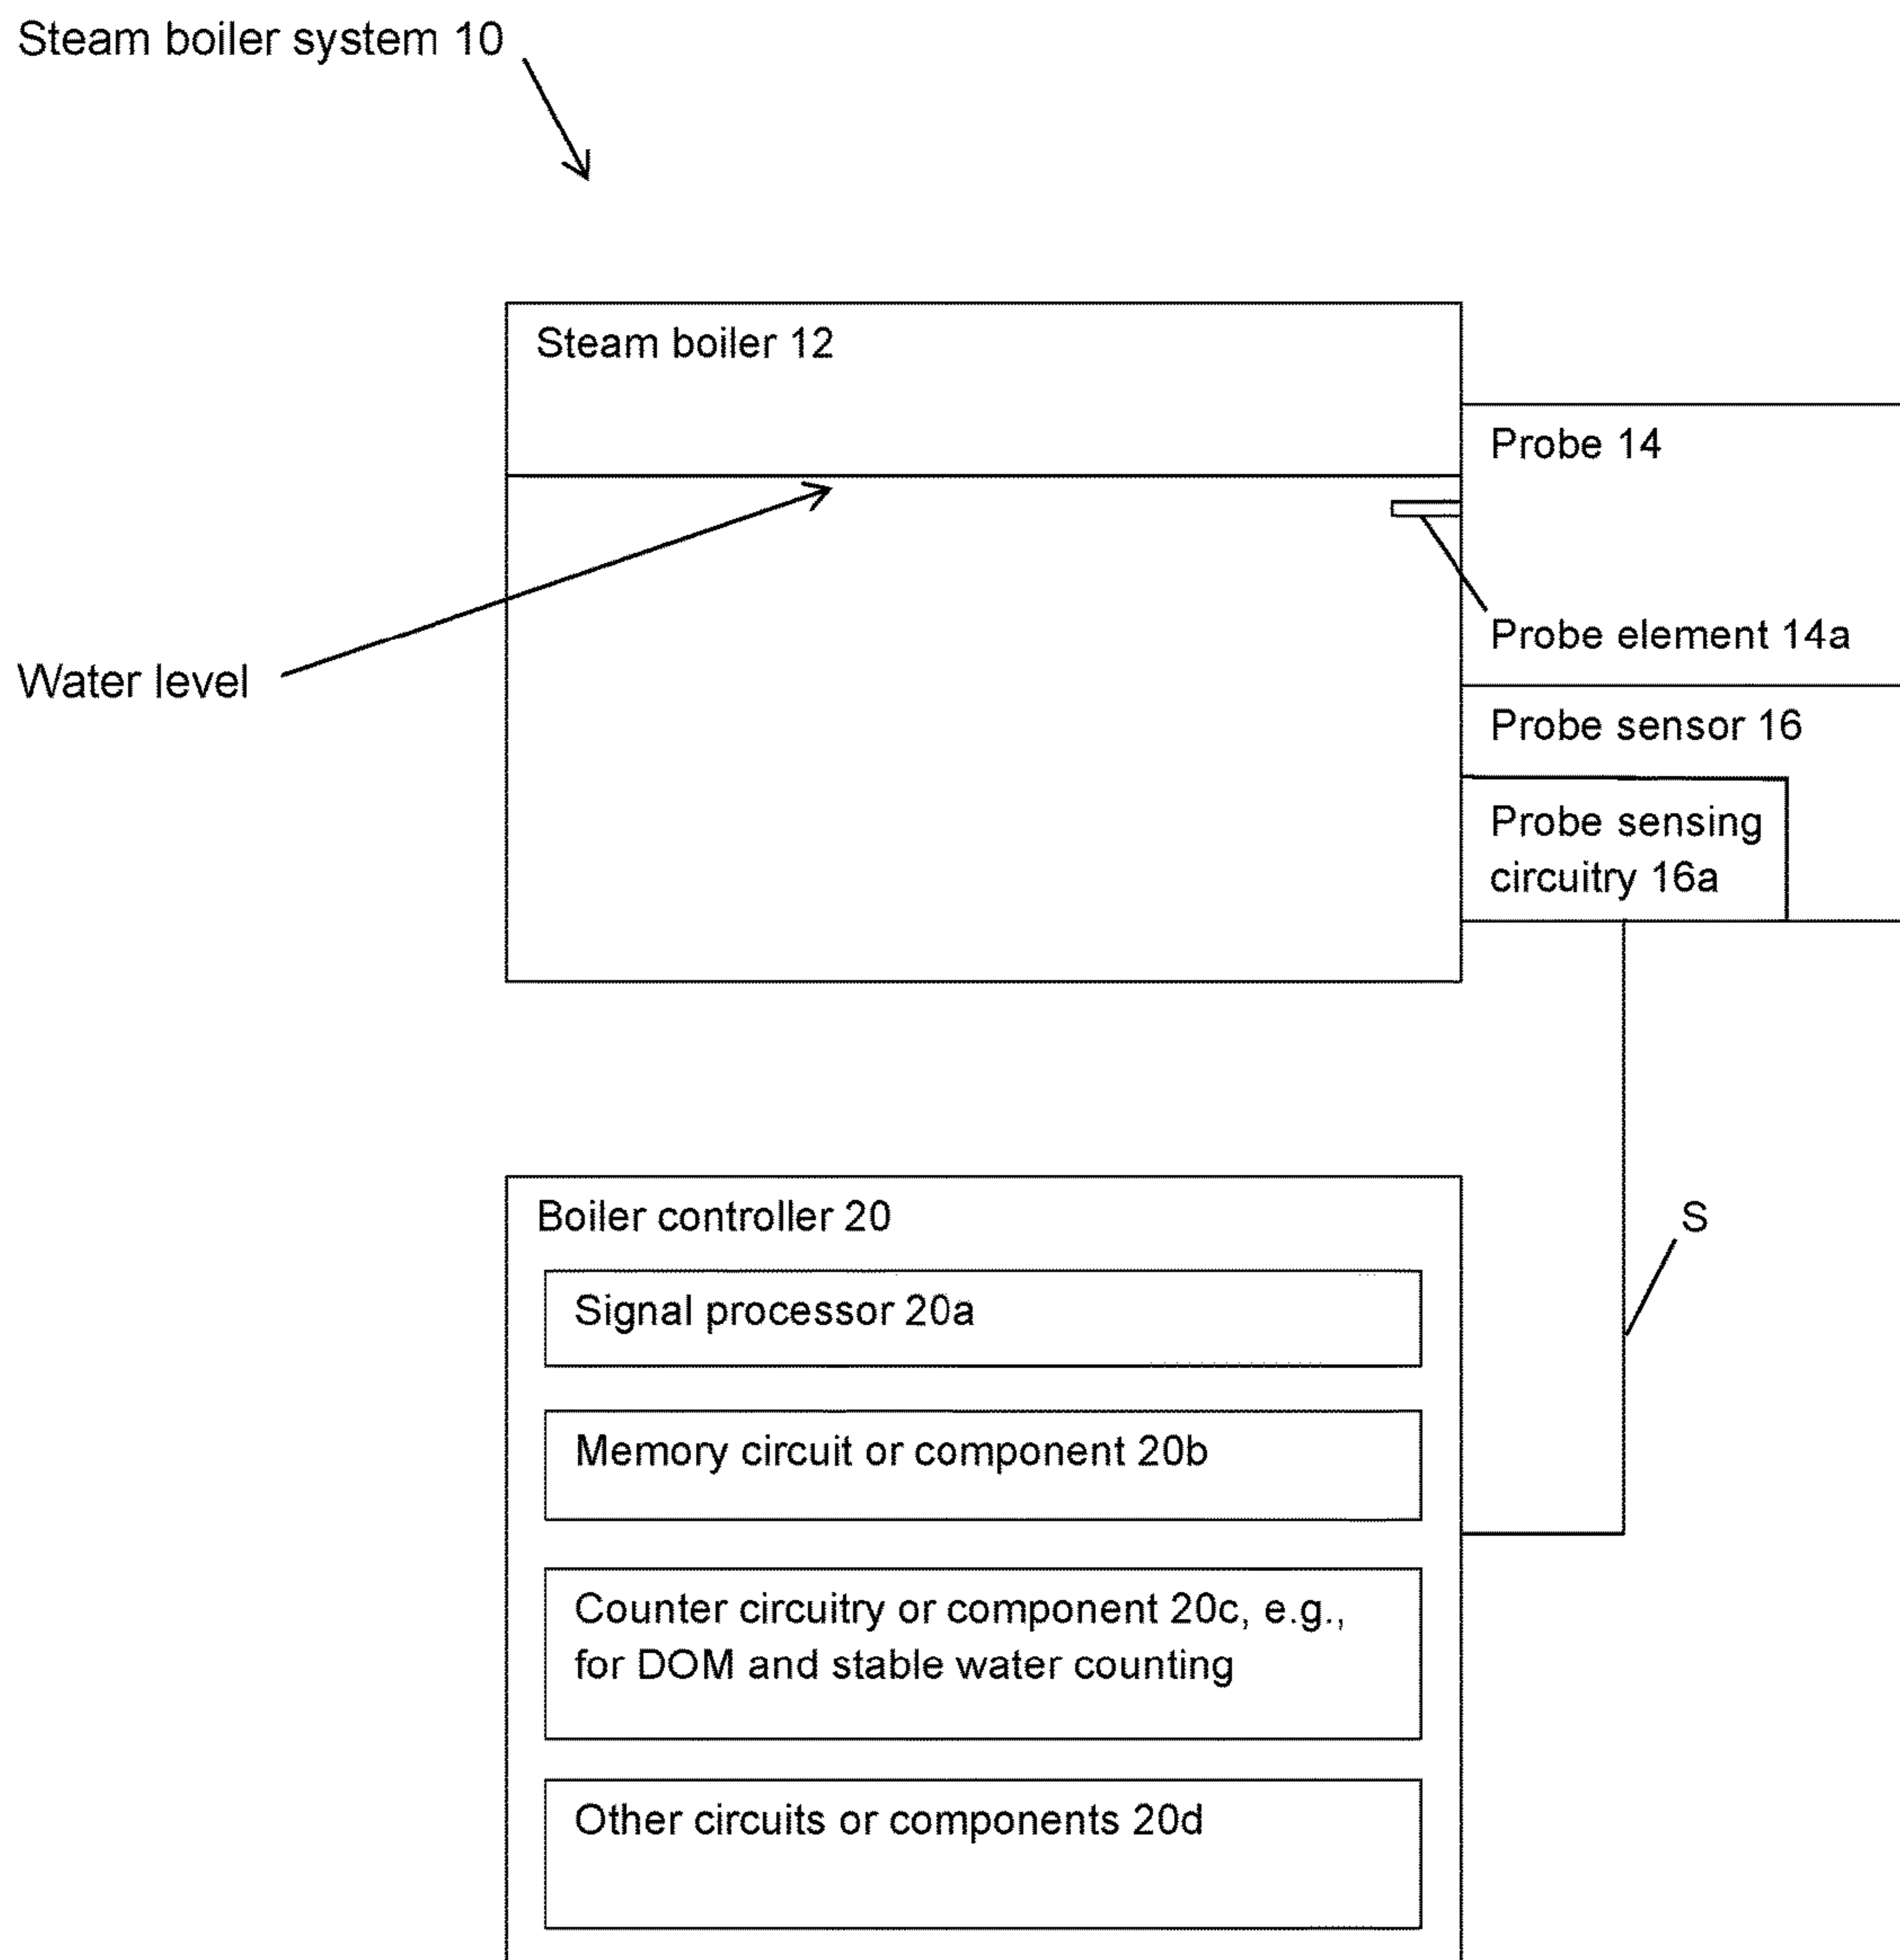 Steam boiler system 10
Steam boiler 12
Probe 14
Probe element 14a
Water level
Probe sensor 16
Probe sensing
circuitry 16a
Boiler controller 20
S
Signal processor 20a
Memory circuit or component 20b
Counter circuitry or component 20c, e.g.,
for DOM and stable water counting
Other circuits or components 20d